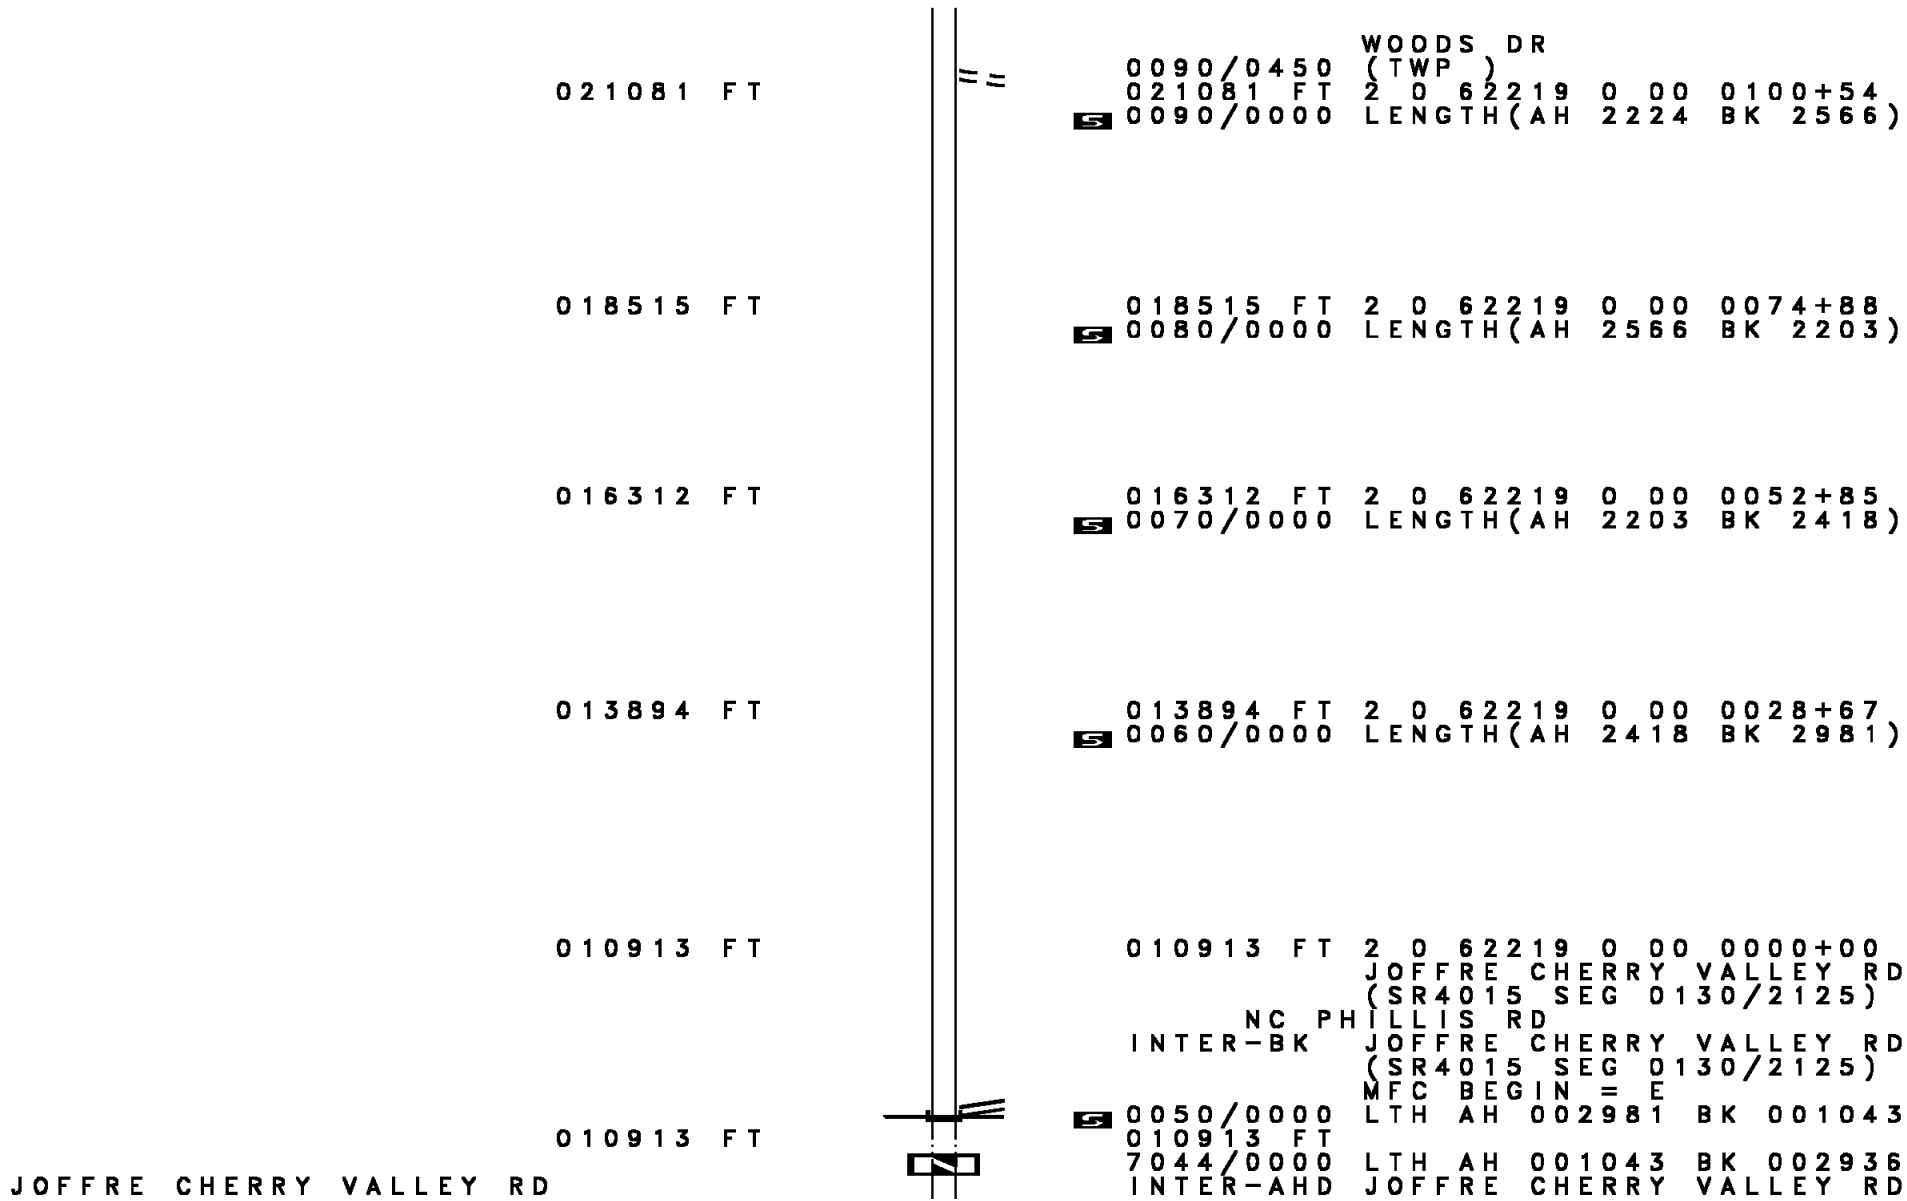 WOODS DR
0090/0450 (TWP )
021081 FT 021081 FT 2 0 62219 0 00 0100+54
S 0090/0000 LENGTH(AH 2224 BK 2566)
018515 FT 018515 FT 2 0 62219 0 00 0074+88
S 0080/0000 LENGTH(AH 2566 BK 2203)
016312 FT 016312 FT 2 0 62219 0 00 0052+85
S 0070/0000 LENGTH(AH 2203 BK 2418)
013894 FT 013894 FT 2 0 62219 0 00 0028+67
S 0060/0000 LENGTH(AH 2418 BK 2981)
010913 FT 010913 FT 2 0 62219 0 00 0000+00
JOFFRE CHERRY VALLEY RD
(SR4015 SEG 0130/2125)
NC PHILLIS RD
INTER-BK JOFFRE CHERRY VALLEY RD
(SR4015 SEG 0130/2125)
MFC BEGIN = E
S 0050/0000 LTH AH 002981 BK 001043
010913 FT 010913 FT
7044/0000 LTH AH 001043 BK 002936
JOFFRE CHERRY VALLEY RD INTER-AHD JOFFRE CHERRY VALLEY RD